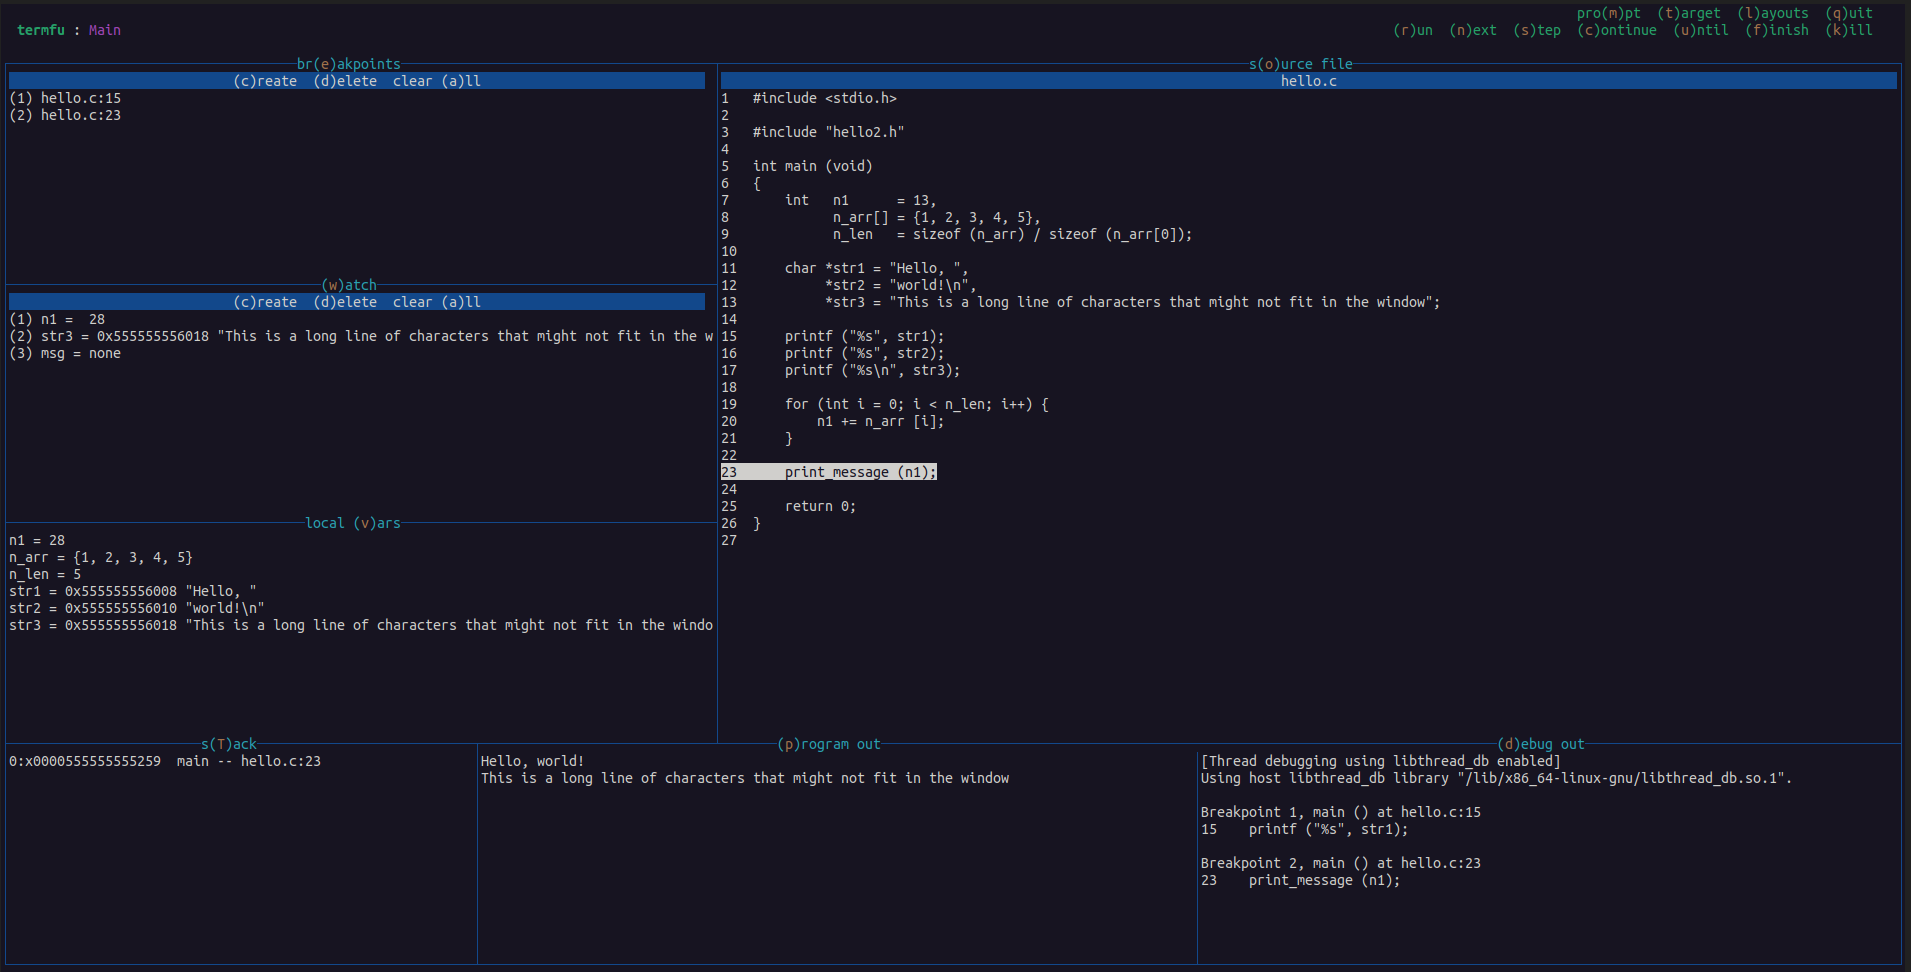 pro(m)pt (t)arget (l)ayouts (q)uit
termfu : Main
(r)un (n)ext (s)tep (c)ontinue (u)ntil (f)inish (k)ill
br(e)akpoints
(c)reate (d)elete clear (a)ll
(1) hello.c:15
(2) hello.c:23
(w)atch
(c)reate (d)elete clear (a)ll
(1) n1 =  28
(2) str3 = 0x555555556018 "This is a long line of characters that might not fit in the w
(3) msg = none
local (v)ars
n1 = 28
n_arr = {1, 2, 3, 4, 5}
n_len = 5
str1 = 0x555555556008 "Hello, "
str2 = 0x555555556010 "world!\n"
str3 = 0x555555556018 "This is a long line of characters that might not fit in the windo
s(o)urce file
hello.c
1   #include <stdio.h>
2
3   #include "hello2.h"
4
5   int main (void)
6   {
7       int   n1      = 13,
8             n_arr[] = {1, 2, 3, 4, 5},
9             n_len   = sizeof (n_arr) / sizeof (n_arr[0]);
10
11      char *str1 = "Hello, ",
12           *str2 = "world!\n",
13           *str3 = "This is a long line of characters that might not fit in the window";
14
15      printf ("%s", str1);
16      printf ("%s", str2);
17      printf ("%s\n", str3);
18
19      for (int i = 0; i < n_len; i++) {
20          n1 += n_arr [i];
21      }
22
23      print_message (n1);
24
25      return 0;
26  }
27
s(T)ack
0:x0000555555555259  main -- hello.c:23
(p)rogram out
Hello, world!
This is a long line of characters that might not fit in the window
(d)ebug out
[Thread debugging using libthread_db enabled]
Using host libthread_db library "/lib/x86_64-linux-gnu/libthread_db.so.1".
Breakpoint 1, main () at hello.c:15
15    printf ("%s", str1);
Breakpoint 2, main () at hello.c:23
23    print_message (n1);